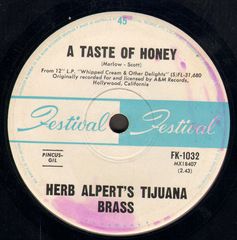 45
A TASTE OF HONEY
(Marlow - Scott)
From 12" L.P. "Whipped Cream & Other Delights" (S)FL-31,680
Originally recorded for and licensed by A&M Records,
Hollywood, California
Festival Festival
PINCUS-
GIL
FK-1032
MX18407
(2.43)
HERB ALPERT'S TIJUANA
BRASS